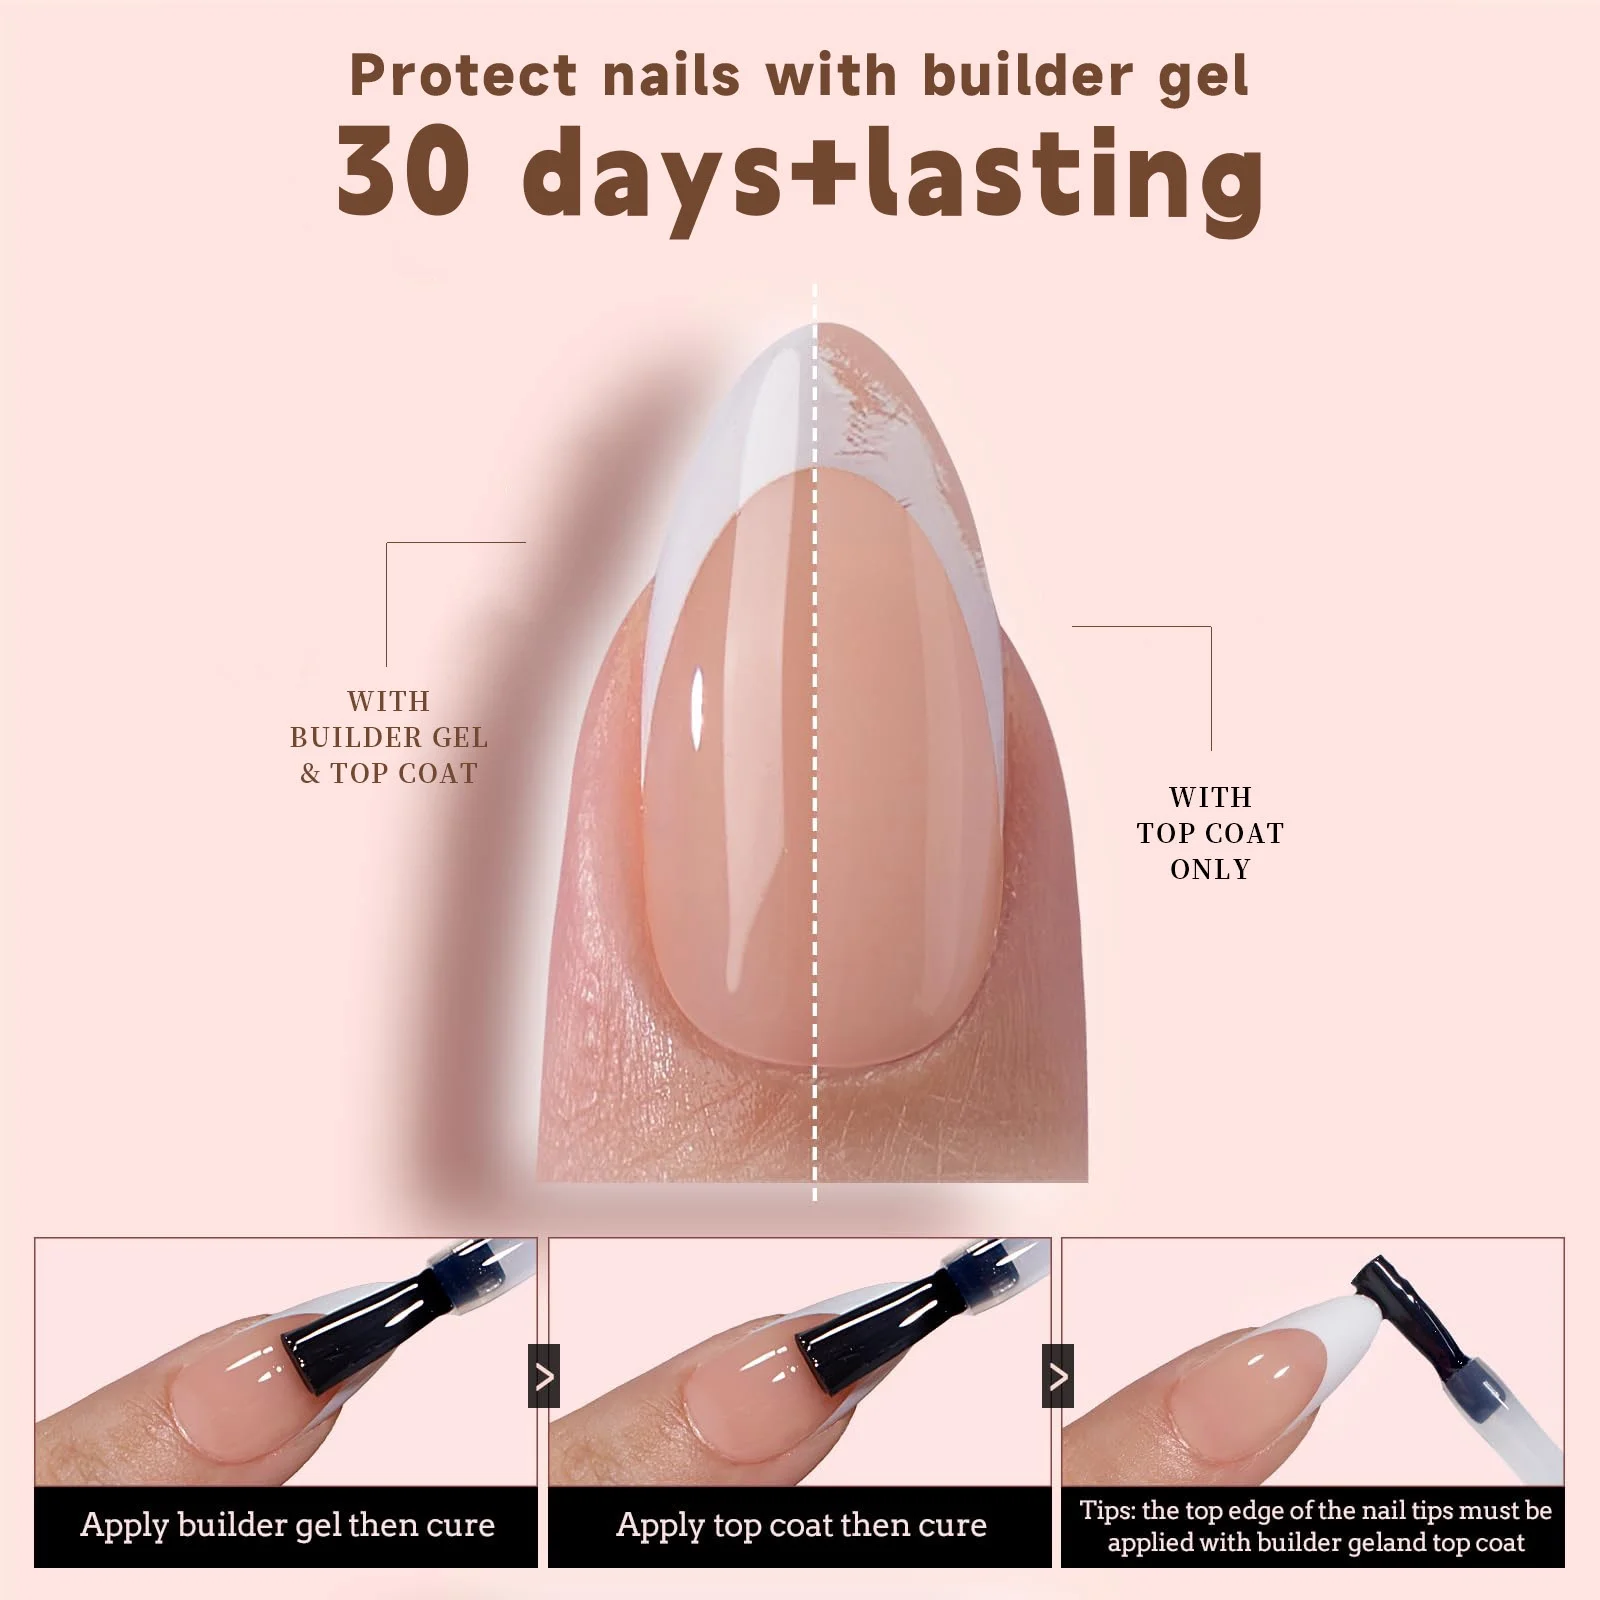 Protect nails with builder gel
30 days+lasting
WITH
BUILDER GEL
& TOP COAT
WITH
TOP COAT
ONLY
Apply builder gel then cure
Apply top coat then cure
Tips: the top edge of the nail tips must be
applied with builder geland top coat